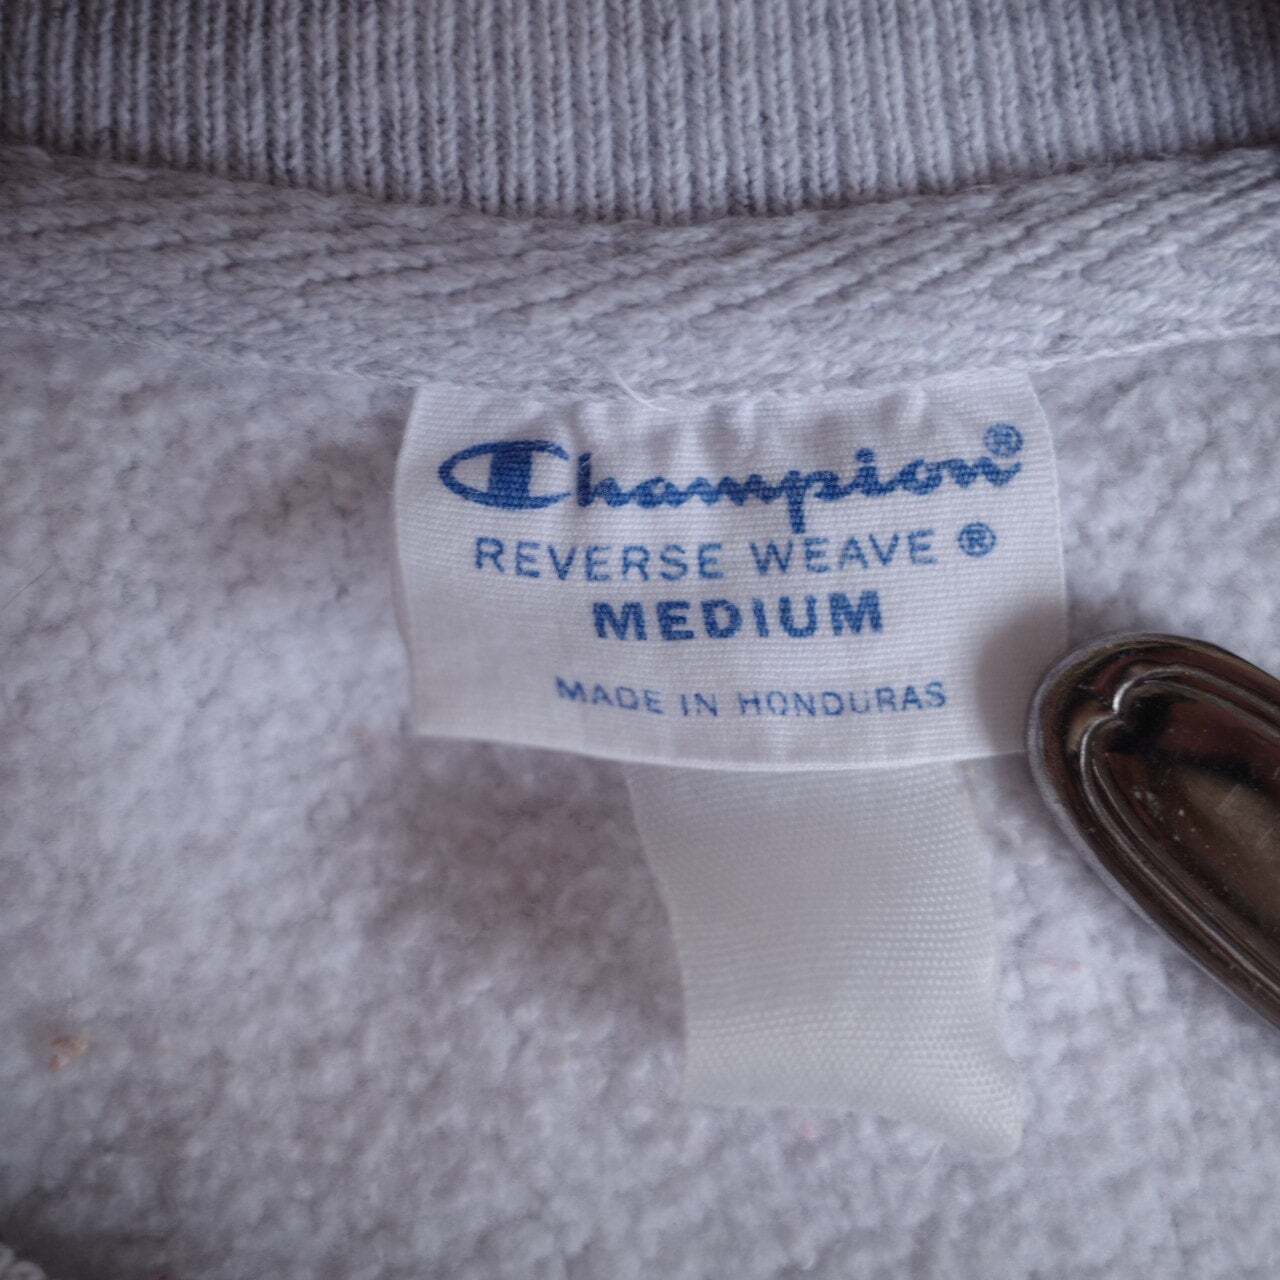 Champion®
REVERSE WEAVE ®
MEDIUM
MADE IN HONDURAS